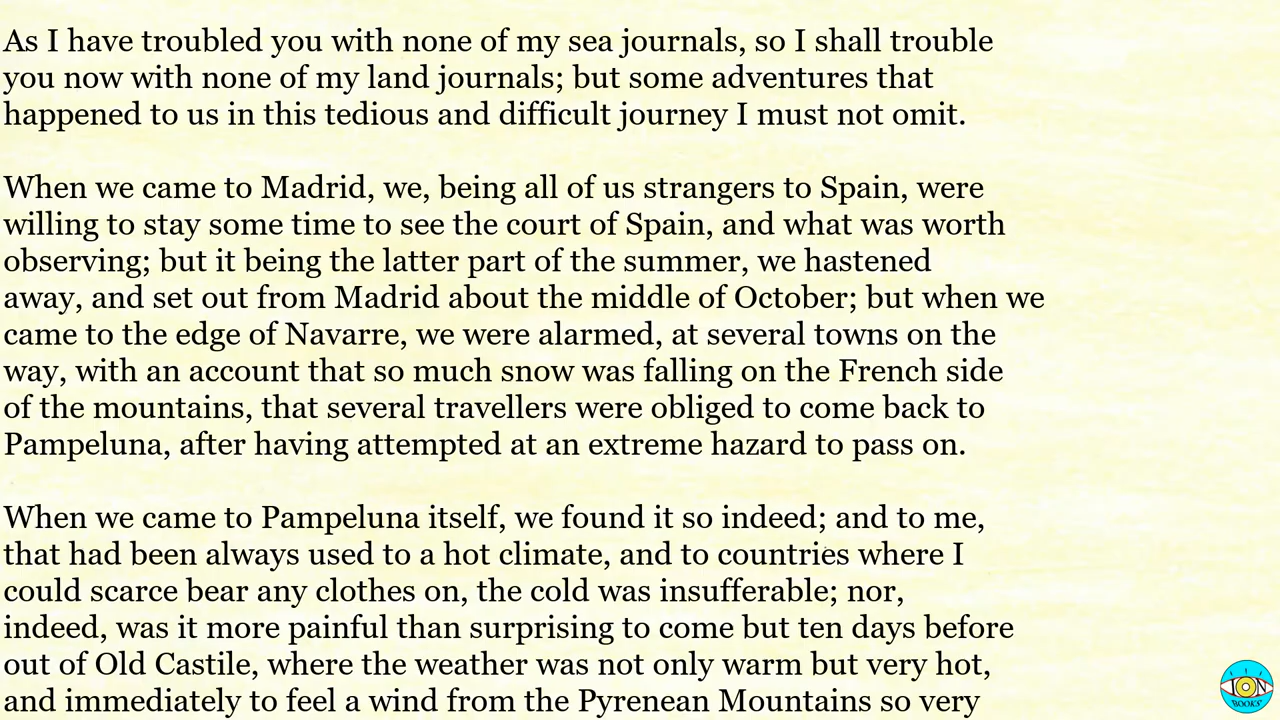 As I have troubled you with none of my sea journals, so I shall trouble
you now with none of my land journals; but some adventures that
happened to us in this tedious and difficult journey I must not omit.
When we came to Madrid, we, being all of us strangers to Spain, were
willing to stay some time to see the court of Spain, and what was worth
observing; but it being the latter part of the summer, we hastened
away, and set out from Madrid about the middle of October; but when we
came to the edge of Navarre, we were alarmed, at several towns on the
way, with an account that so much snow was falling on the French side
of the mountains, that several travellers were obliged to come back to
Pampeluna, after having attempted at an extreme hazard to pass on.
When we came to Pampeluna itself, we found it so indeed; and to me,
that had been always used to a hot climate, and to countries where I
could scarce bear any clothes on, the cold was insufferable; nor,
indeed, was it more painful than surprising to come but ten days before
out of Old Castile, where the weather was not only warm but very hot,
and immediately to feel a wind from the Pyrenean Mountains so very
ION
BOOKS